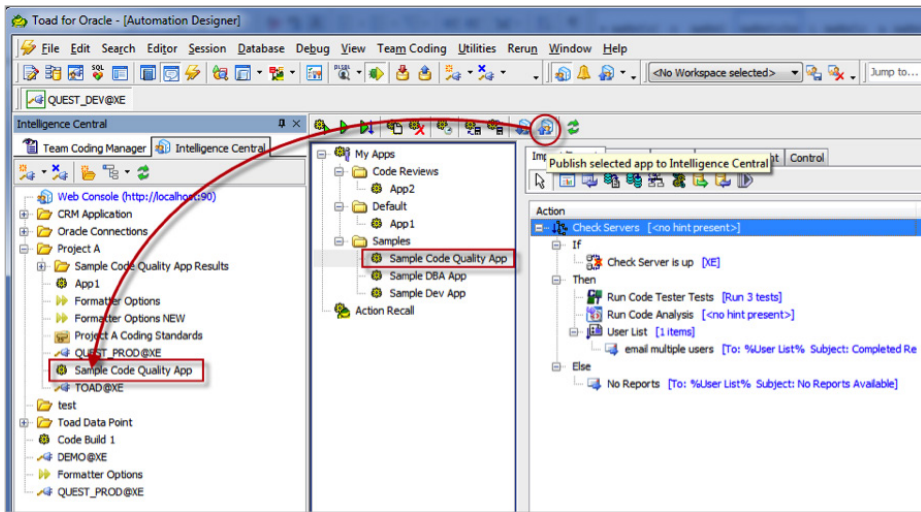 Toad for Oracle - [Automation Designer]
File Edit Search Editor Session Database Debug View Team Coding Utilities Rerun Window Help
SQL
<No Workspace selected>
Jump to...
QUEST_DEV@XE
Intelligence Central
Team Coding Manager
Intelligence Central
Web Console (http://localhost:90)
CRM Application
Oracle Connections
Project A
Sample Code Quality App Results
App1
Formatter Options
Formatter Options NEW
Project A Coding Standards
QUEST_PROD@XE
Sample Code Quality App
TOAD@XE
test
Toad Data Point
Code Build 1
DEMO@XE
Formatter Options
QUEST_PROD@XE
My Apps
Code Reviews
App2
Default
App1
Samples
Sample Code Quality App
Sample DBA App
Sample Dev App
Action Recall
Publish selected app to Intelligence Central
Control
Action
Check Servers [<no hint present>]
If
Check Server is up [XE]
Then
Run Code Tester Tests [Run 3 tests]
Run Code Analysis [<no hint present>]
User List [1 items]
email multiple users [To: %User List% Subject: Completed Re
Else
No Reports [To: %User List% Subject: No Reports Available]